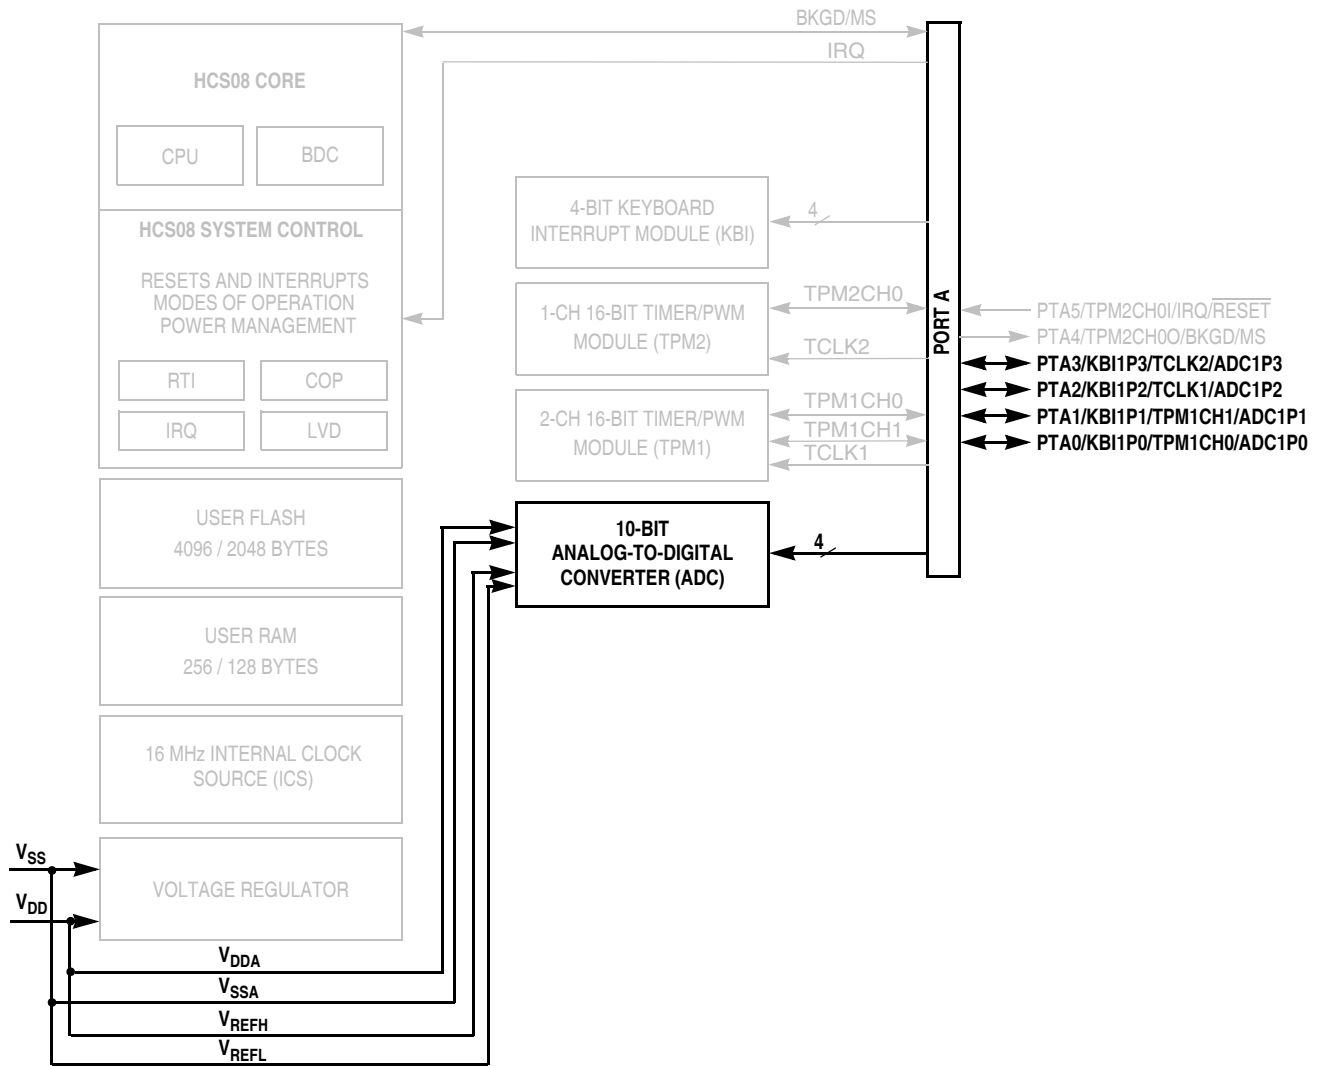 BKGD/MS
IRQ
HCS08 CORE
CPU
BDC
HCS08 SYSTEM CONTROL
RESETS AND INTERRUPTS
MODES OF OPERATION
POWER MANAGEMENT
RTI
COP
IRQ
LVD
USER FLASH
4096 / 2048 BYTES
USER RAM
256 / 128 BYTES
16 MHz INTERNAL CLOCK
SOURCE (ICS)
VOLTAGE REGULATOR
VSS
VDD
VDDA
VSSA
VREFH
VREFL
4-BIT KEYBOARD
INTERRUPT MODULE (KBI)
4
1-CH 16-BIT TIMER/PWM
MODULE (TPM2)
TPM2CH0
TCLK2
2-CH 16-BIT TIMER/PWM
MODULE (TPM1)
TPM1CH0
TPM1CH1
TCLK1
10-BIT
ANALOG-TO-DIGITAL
CONVERTER (ADC)
4
PORT A
PTA5/TPM2CH0I/IRQ/RESET
PTA4/TPM2CH0O/BKGD/MS
PTA3/KBI1P3/TCLK2/ADC1P3
PTA2/KBI1P2/TCLK1/ADC1P2
PTA1/KBI1P1/TPM1CH1/ADC1P1
PTA0/KBI1P0/TPM1CH0/ADC1P0